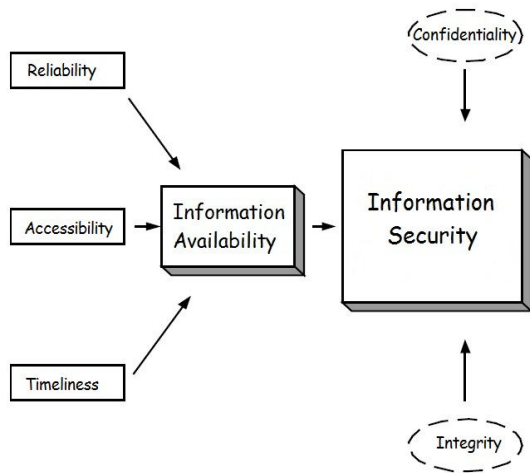 Confidentiality
Reliability
Information
Security
Information
Availability
Accessibility
Timeliness
Integrity